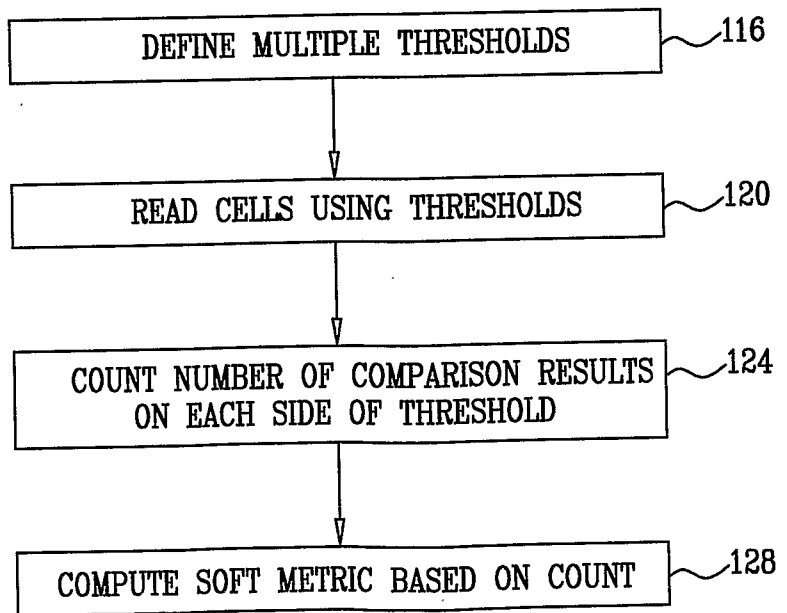 DEFINE MULTIPLE THRESHOLDS 116
READ CELLS USING THRESHOLDS 120
COUNT NUMBER OF COMPARISON RESULTS
ON EACH SIDE OF THRESHOLD 124
COMPUTE SOFT METRIC BASED ON COUNT 128